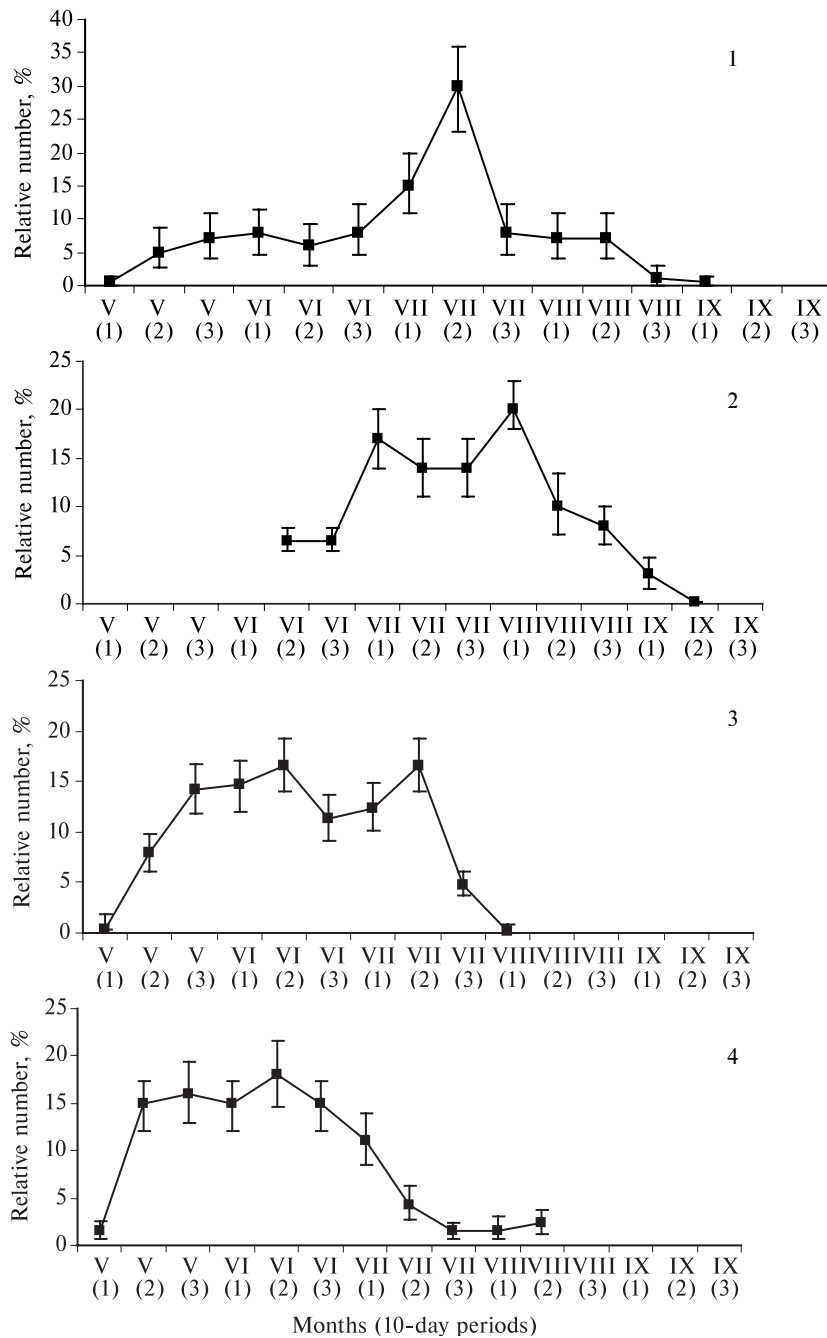 40
35
30
25
20
15
10
5
0
Relative number, %
1
V V V VI VI VI VII VII VII VIII VIII VIII IX IX IX
(1) (2) (3) (1) (2) (3) (1) (2) (3) (1) (2) (3) (1) (2) (3)
25
20
15
10
5
0
Relative number, %
2
V V V VI VI VI VII VII VII VIII VIII VIII IX IX IX
(1) (2) (3) (1) (2) (3) (1) (2) (3) (1) (2) (3) (1) (2) (3)
25
20
15
10
5
0
Relative number, %
3
V V V VI VI VI VII VII VII VIII VIII VIII IX IX IX
(1) (2) (3) (1) (2) (3) (1) (2) (3) (1) (2) (3) (1) (2) (3)
25
20
15
10
5
0
Relative number, %
4
V V V VI VI VI VII VII VII VIII VIII VIII IX IX IX
(1) (2) (3) (1) (2) (3) (1) (2) (3) (1) (2) (3) (1) (2) (3)
Months (10-day periods)